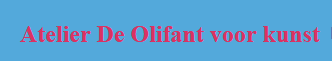 Atelier De Olifant voor kunst